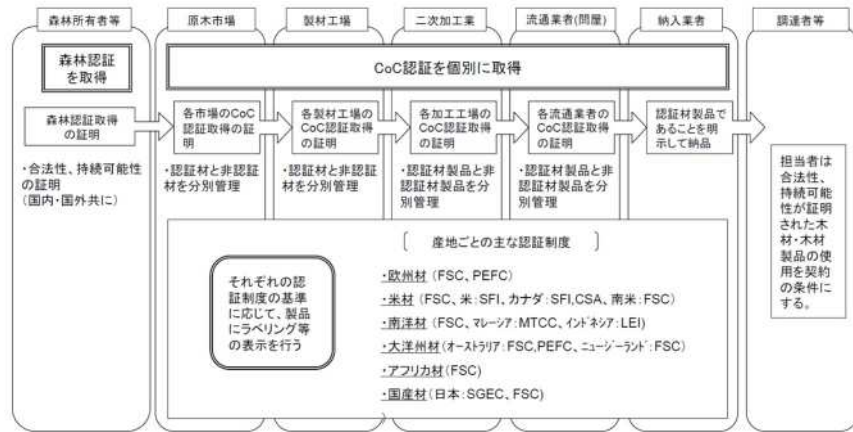 森林所有者等
原木市場
製材工場
二次加工業
流通業者(問屋)
納入業者
調達者等
森林認証
を取得
CoC認証を個別に取得
森林認証取得
の証明
各市場のCoC
認証取得の証
明
各製材工場の
CoC認証取得
の証明
各加工工場の
CoC認証取得
の証明
各流通業者の
CoC認証取得
の証明
認証材製品で
あることを明
示して納品
・合法性、持続可能性
の証明
(国内・国外共に)
・認証材と非認証
材を分別管理
・認証材と非認証
材を分別管理
・認証材製品と非
認証材製品を分
別管理
・認証材製品と非
認証材製品を分
別管理
担当者は
合法性、
持続可能
性が証明
された木
材・木材
製品の使
用を契約
の条件に
する。
〔 産地ごとの主な認証制度 〕
それぞれの認
証制度の基準
に応じて、製品
にラベリング等
の表示を行う
・欧州材 (FSC, PEFC)
・米材 (FSC、米:SFI、カナダ:SFI,CSA、南米:FSC)
・南洋材 (FSC、マレーシア:MTCC、インドネシア:LEI)
・大洋州材(オーストラリア:FSC,PEFC、ニュージーランド:FSC)
・アフリカ材(FSC)
・国産材(日本:SGEC、FSC)